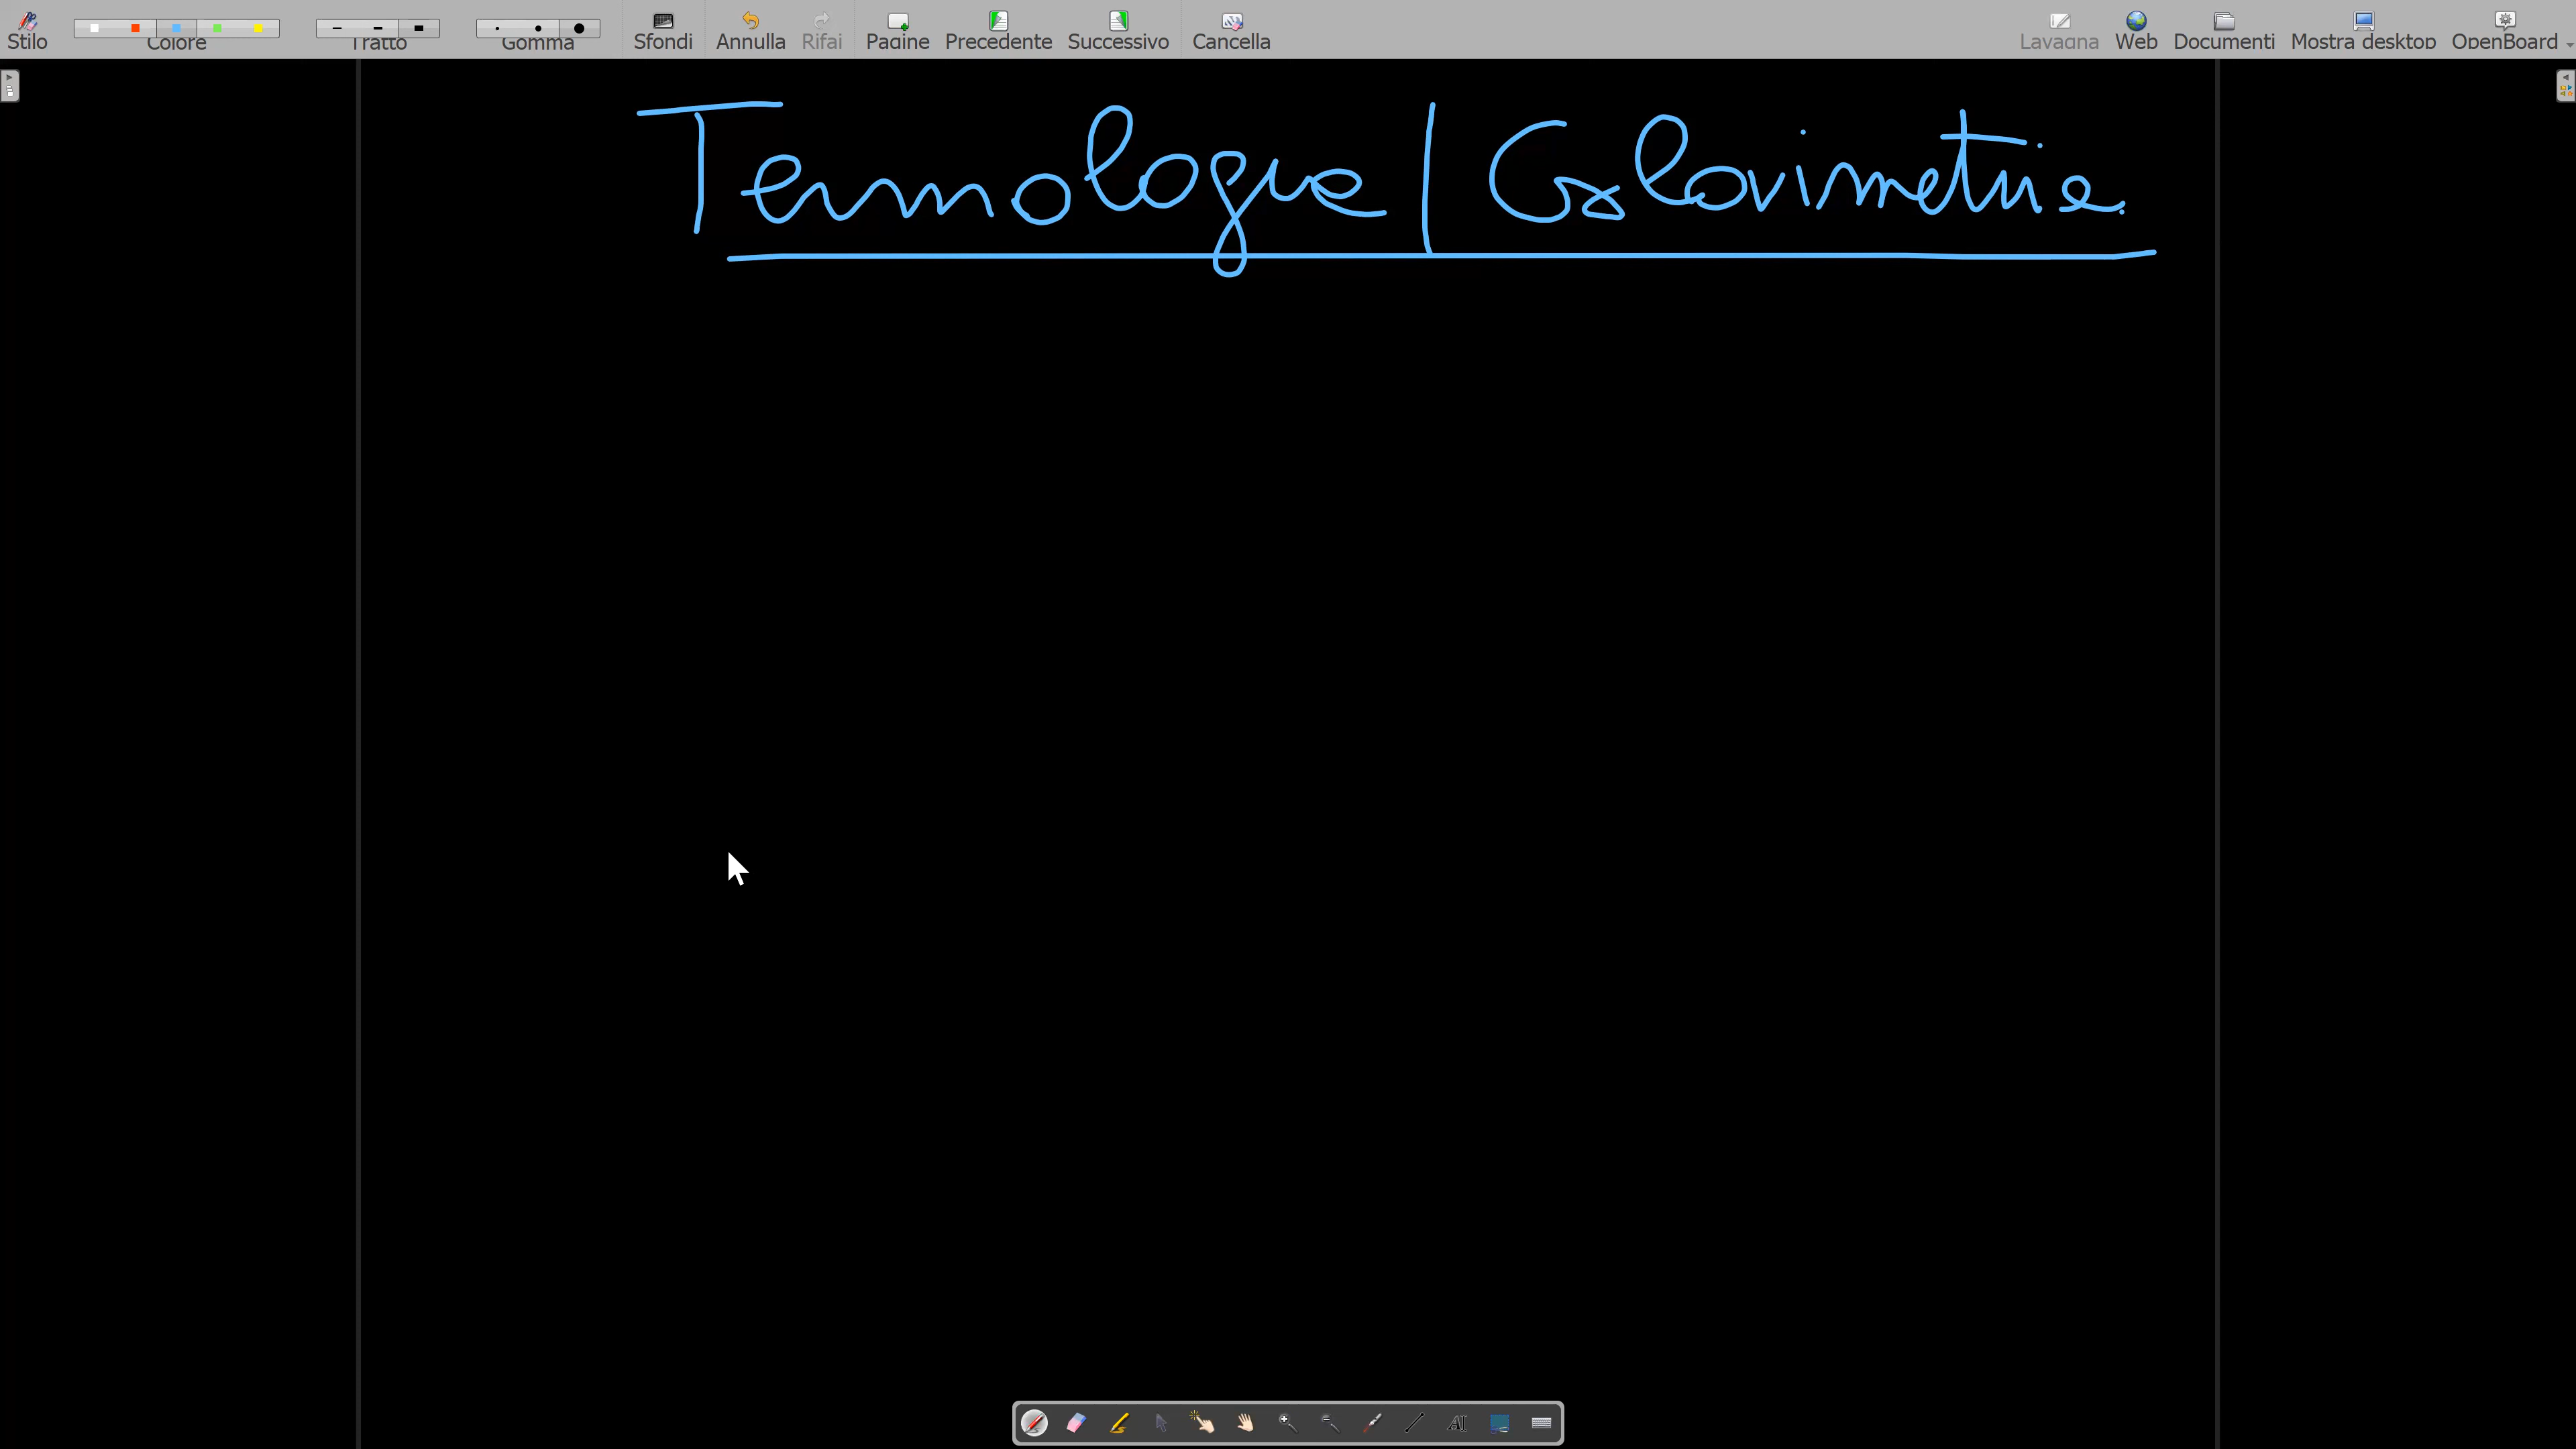 Stilo Colore Tratto Gomma Sfondi Annulla Rifai Pagine Precedente Successivo Cancella Lavagna Web Documenti Mostra desktop OpenBoard
Termologia | Calorimetria
AI